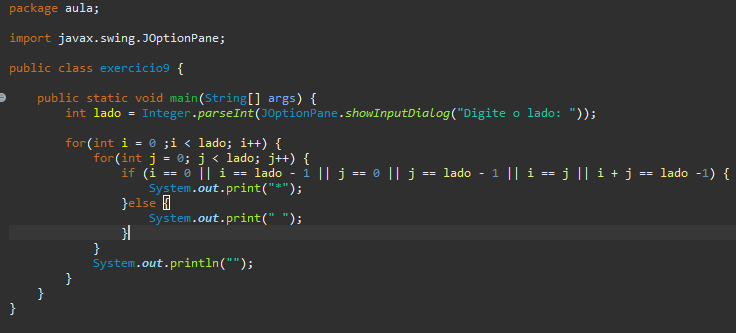 package aula;
import javax.swing.JOptionPane;
public class exercicio9 {
public static void main(String[] args) {
int lado = Integer.parseInt(JOptionPane.showInputDialog("Digite o lado: "));
for(int i = 0 ;i < lado; i++) {
for(int j = 0; j < lado; j++) {
if (i == 0 || i == lado - 1 || j == 0 || j == lado - 1 || i == j || i + j == lado -1) {
System.out.print("*");
}else {
System.out.print(" ");
}
}
System.out.println("");
}
}
}